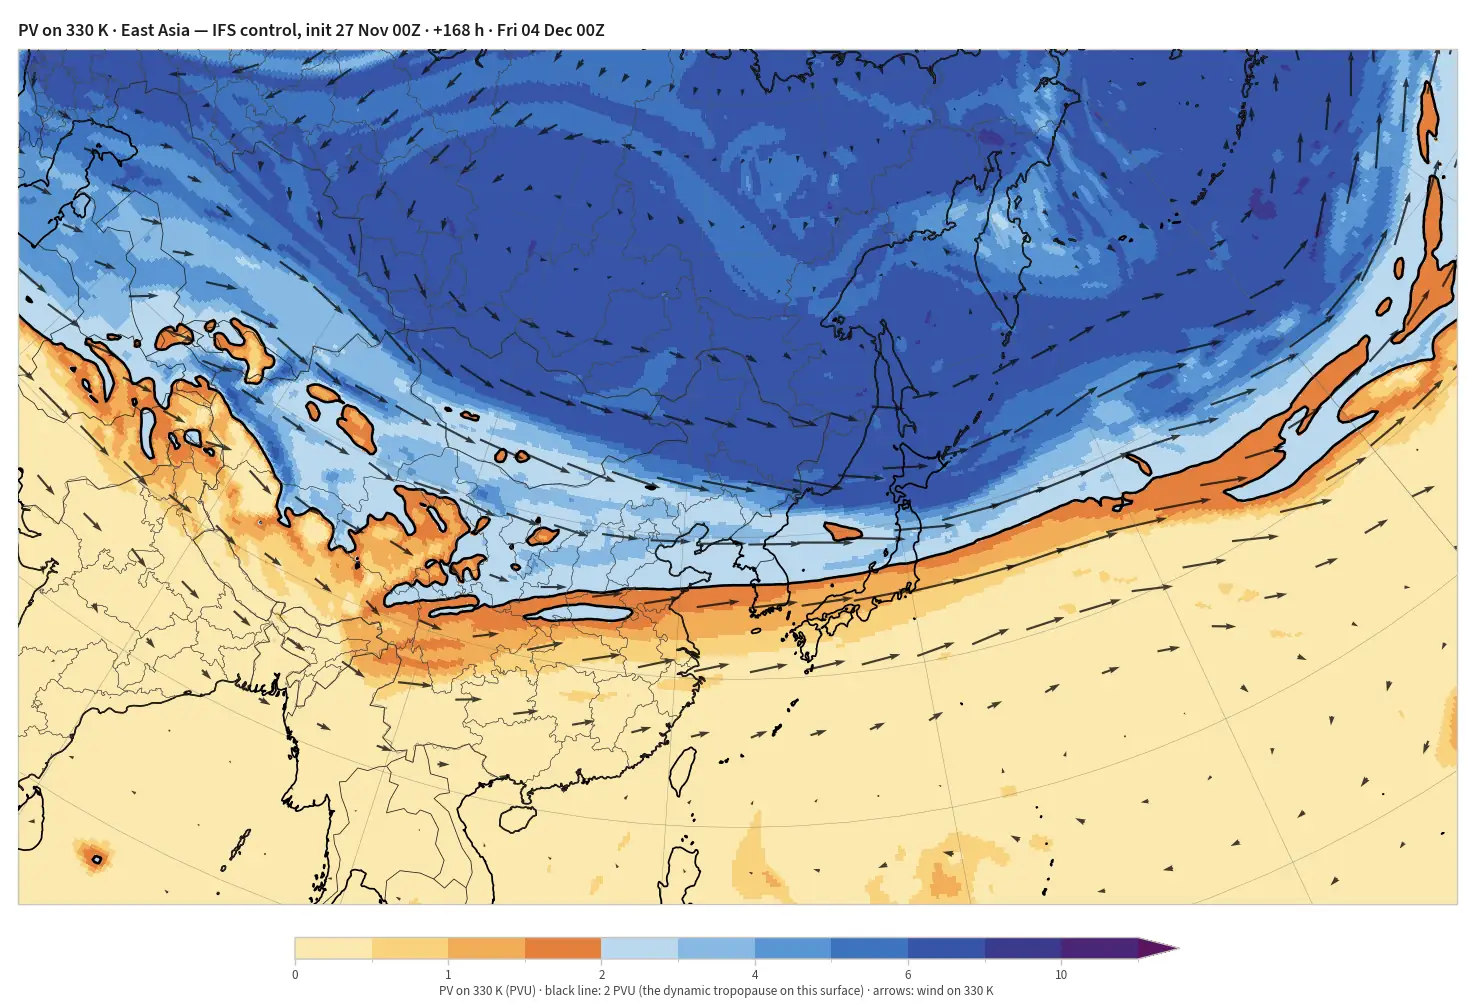 PV on 330 K · East Asia — IFS control, init 27 Nov 00Z · +168 h · Fri 04 Dec 00Z
0 1 2 4 6 10
PV on 330 K (PVU) · black line: 2 PVU (the dynamic tropopause on this surface) · arrows: wind on 330 K